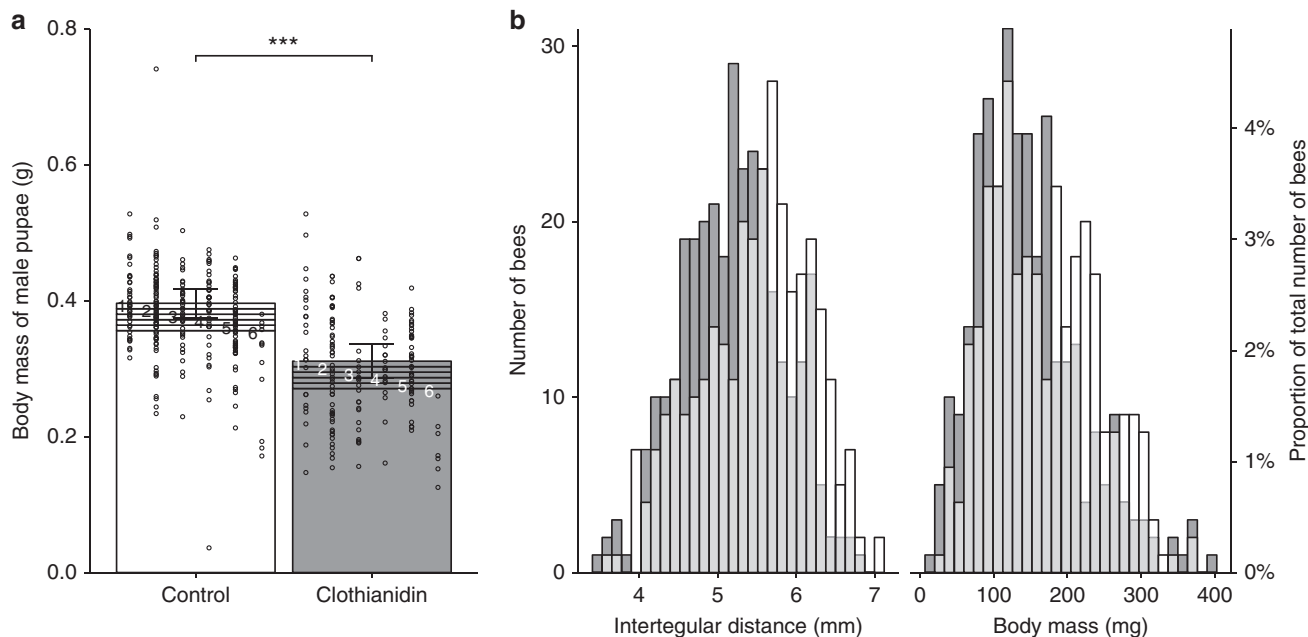 a
b
0.8
0.6
0.4
0.2
0.0
Body mass of male pupae (g)
***
1 2 3 4 5 6
1 2 3 4 5 6
Control
Clothianidin
30
20
10
0
Number of bees
4 5 6 7
Intertegular distance (mm)
0 100 200 300 400
Body mass (mg)
4%
3%
2%
1%
0%
Proportion of total number of bees